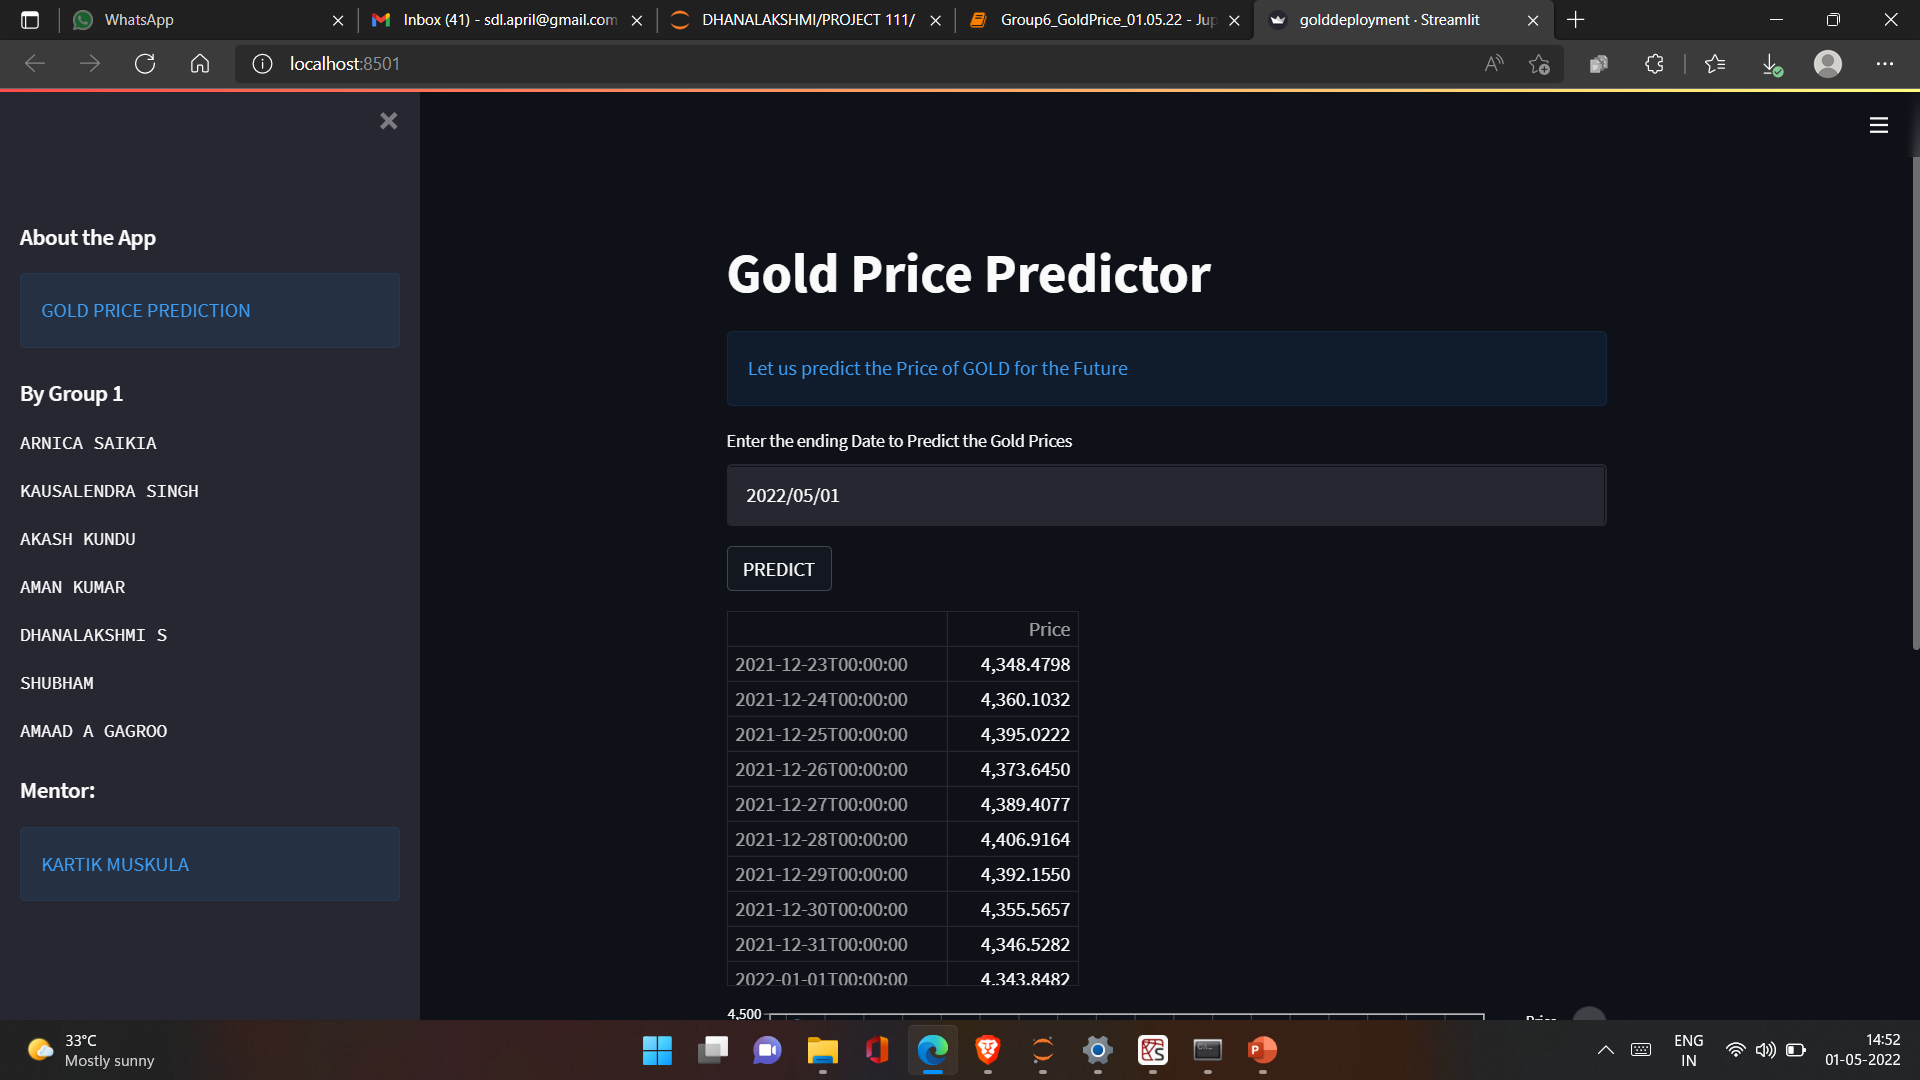 WhatsApp
Inbox (41) - sdl.april@gmail.com
DHANALAKSHMI/PROJECT 111/
Group6_GoldPrice_01.05.22 - Jup
golddeployment · Streamlit
localhost:8501
About the App
GOLD PRICE PREDICTION
By Group 1
ARNICA SAIKIA
KAUSALENDRA SINGH
AKASH KUNDU
AMAN KUMAR
DHANALAKSHMI S
SHUBHAM
AMAAD A GAGROO
Mentor:
KARTIK MUSKULA
Gold Price Predictor
Let us predict the Price of GOLD for the Future
Enter the ending Date to Predict the Gold Prices
2022/05/01
PREDICT
Price
2021-12-23T00:00:00 4,348.4798
2021-12-24T00:00:00 4,360.1032
2021-12-25T00:00:00 4,395.0222
2021-12-26T00:00:00 4,373.6450
2021-12-27T00:00:00 4,389.4077
2021-12-28T00:00:00 4,406.9164
2021-12-29T00:00:00 4,392.1550
2021-12-30T00:00:00 4,355.5657
2021-12-31T00:00:00 4,346.5282
2022-01-01T00:00:00 4,343.8482
4,500
Price
33°C
Mostly sunny
ENG
IN
14:52
01-05-2022